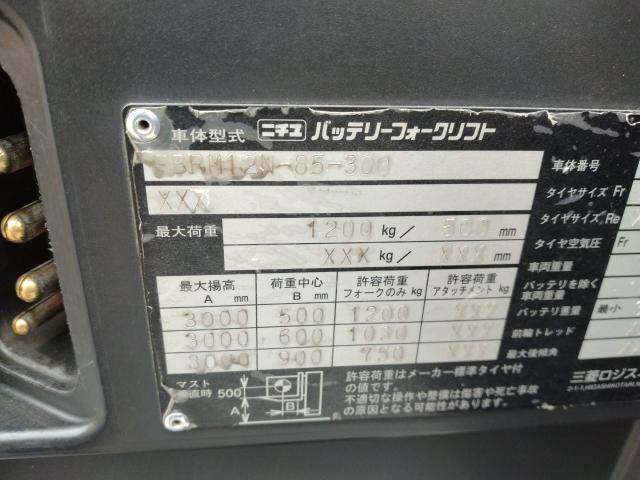 車体型式 ニチユ バッテリーフォークリフト
FBRM12N-85-300
XXX
最大荷重 1200 kg／ 500 mm
XXX kg／ XXX mm
最大揚高 A mm 荷重中心 B mm 許容荷重 フォークのみ kg 許容荷重 アタッチメント kg
3000 500 1200 XXX
3000 600 XXX
3000 900 750 XXX
マスト
垂直時 500
A
B
許容荷重はメーカー標準タイヤ付
の値です。
不適切な操作や整備は傷害や死亡事故
の原因となる可能性があります。
車体番号
タイヤサイズ Fr
タイヤサイズ Re
タイヤ空気圧 Fr
車両重量
バッテリを除く
車両重量
バッテリ重量 最小
前輪トレッド
最大後傾角
三菱ロジス